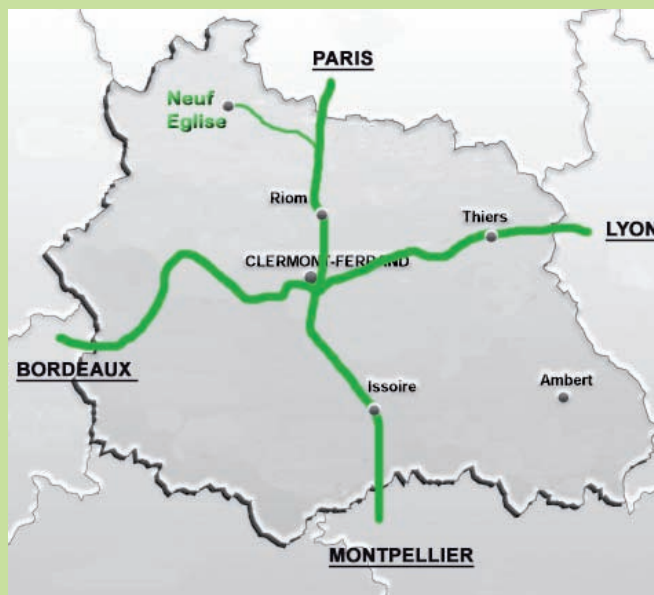 PARIS
Neuf
Eglise
Riom
Thiers
LYON
CLERMONT-FERRAND
BORDEAUX
Issoire
Ambert
MONTPELLIER